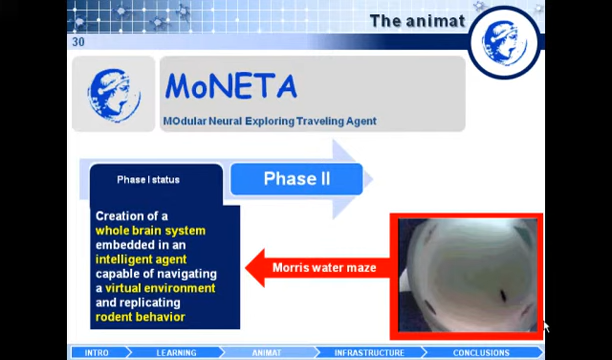 The animat
30
MoNETA
MOdular Neural Exploring Traveling Agent
Phase I status
Phase II
Creation of a
whole brain system
embedded in an
intelligent agent
capable of navigating
a virtual environment
and replicating
rodent behavior
Morris water maze
INTRO
LEARNING
ANIMAT
INFRASTRUCTURE
CONCLUSIONS